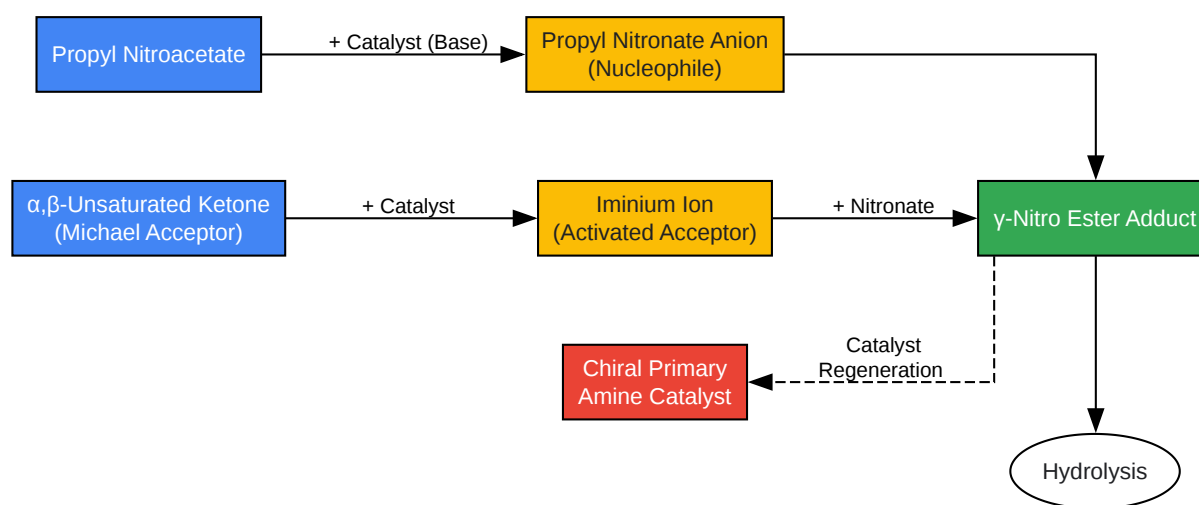 Propyl Nitroacetate
+ Catalyst (Base)
Propyl Nitronate Anion
(Nucleophile)
α,β-Unsaturated Ketone
(Michael Acceptor)
+ Catalyst
Iminium Ion
(Activated Acceptor)
+ Nitronate
γ-Nitro Ester Adduct
Chiral Primary
Amine Catalyst
Catalyst
Regeneration
Hydrolysis